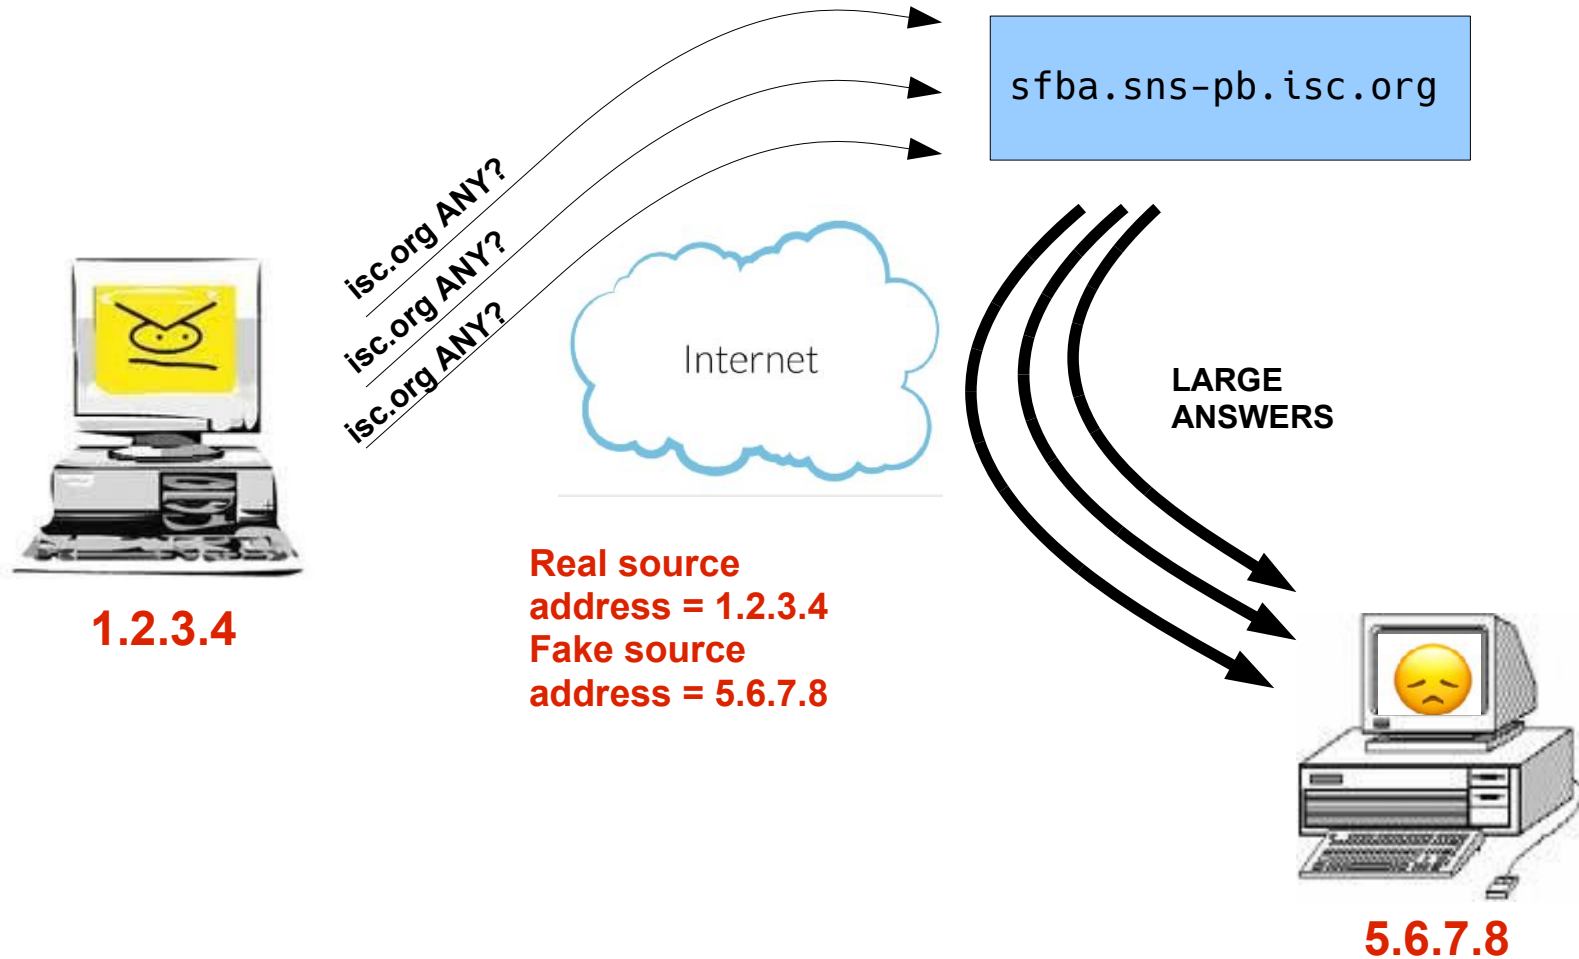 sfba.sns-pb.isc.org
isc.org ANY?
isc.org ANY?
isc.org ANY?
Internet
LARGE
ANSWERS
Real source
address = 1.2.3.4
Fake source
address = 5.6.7.8
1.2.3.4
5.6.7.8